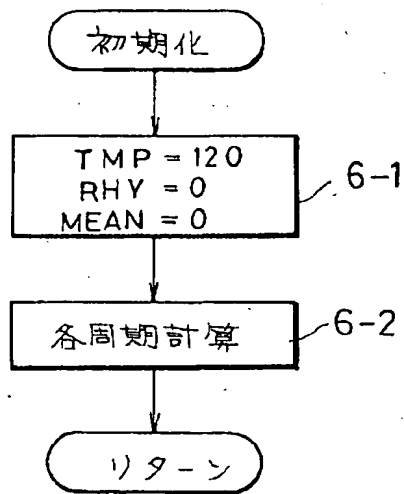 初期化
TMP = 120
RHY = 0
MEAN = 0
6-1
各周期計算
6-2
リターン